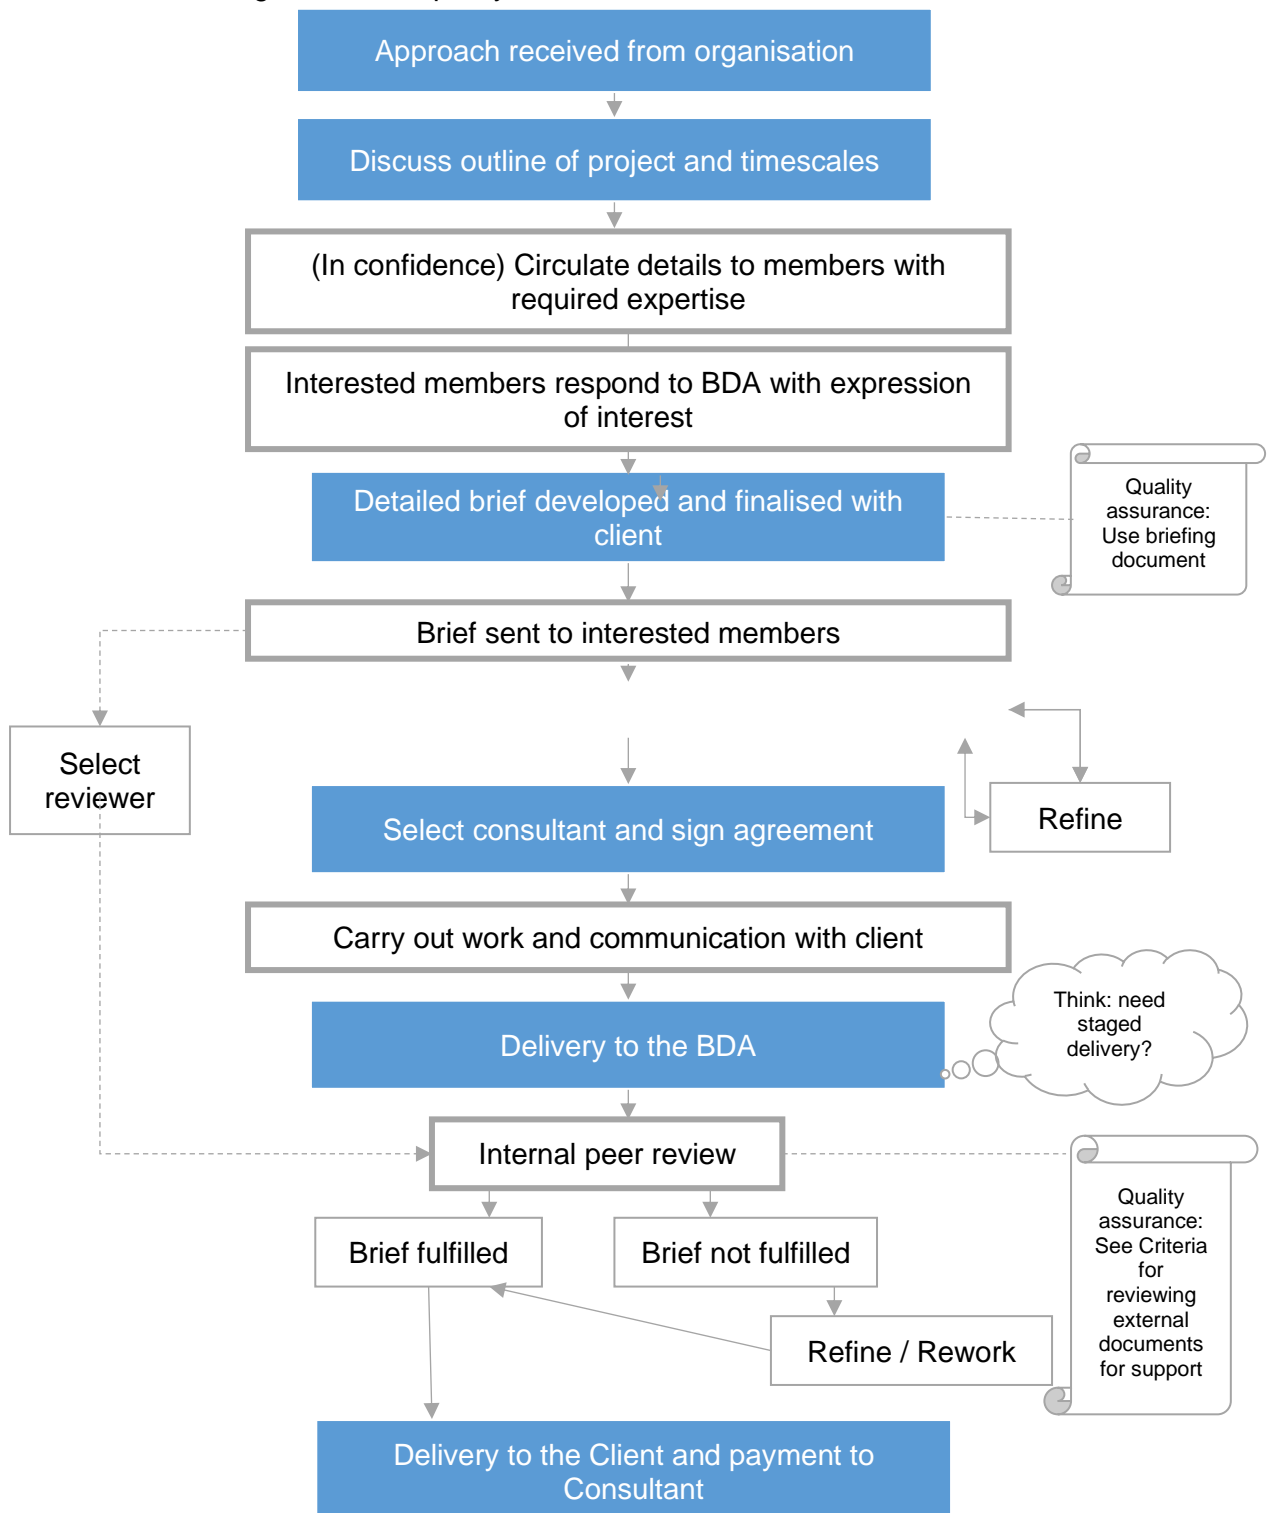 Approach received from organisation
Discuss outline of project and timescales
(In confidence) Circulate details to members with
required expertise
Interested members respond to BDA with expression
of interest
Detailed brief developed and finalised with
client
Quality
assurance:
Use briefing
document
Brief sent to interested members
Select
reviewer
Refine
Select consultant and sign agreement
Carry out work and communication with client
Think: need
staged
delivery?
Delivery to the BDA
Internal peer review
Quality
assurance:
See Criteria
for
reviewing
external
documents
for support
Brief fulfilled
Brief not fulfilled
Refine / Rework
Delivery to the Client and payment to
Consultant